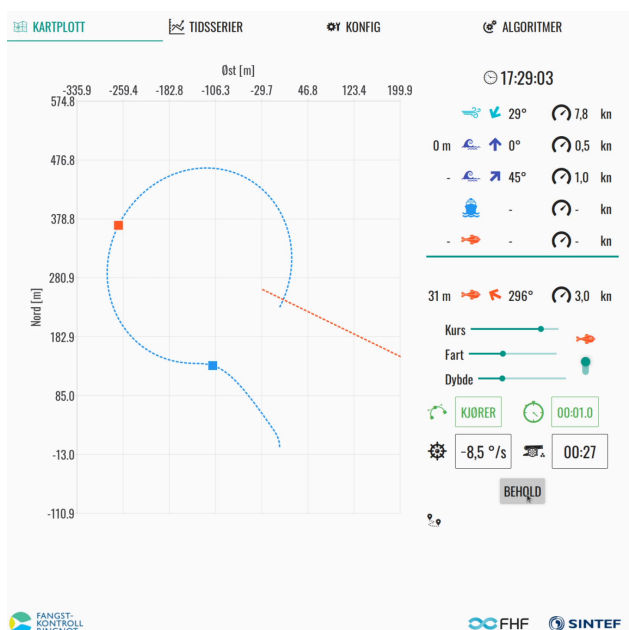 KARTPLOTT TIDSSERIER KONFIG ALGORITMER
Øst [m]
-335.9 -259.4 -182.8 -106.3 -29.7 46.8 123.4 199.9
574.8
476.8
378.8
280.9
182.9
85.0
-13.0
-110.9
Nord [m]
17:29:03
29° 7,8 kn
0 m 0° 0,5 kn
- 45° 1,0 kn
- - kn
- - - kn
31 m 296° 3,0 kn
Kurs
Fart
Dybde
KJØRER 00:01.0
-8,5 °/s 00:27
BEHOLD
FANGST-
KONTROLL
RINGNOT
FHF SINTEF